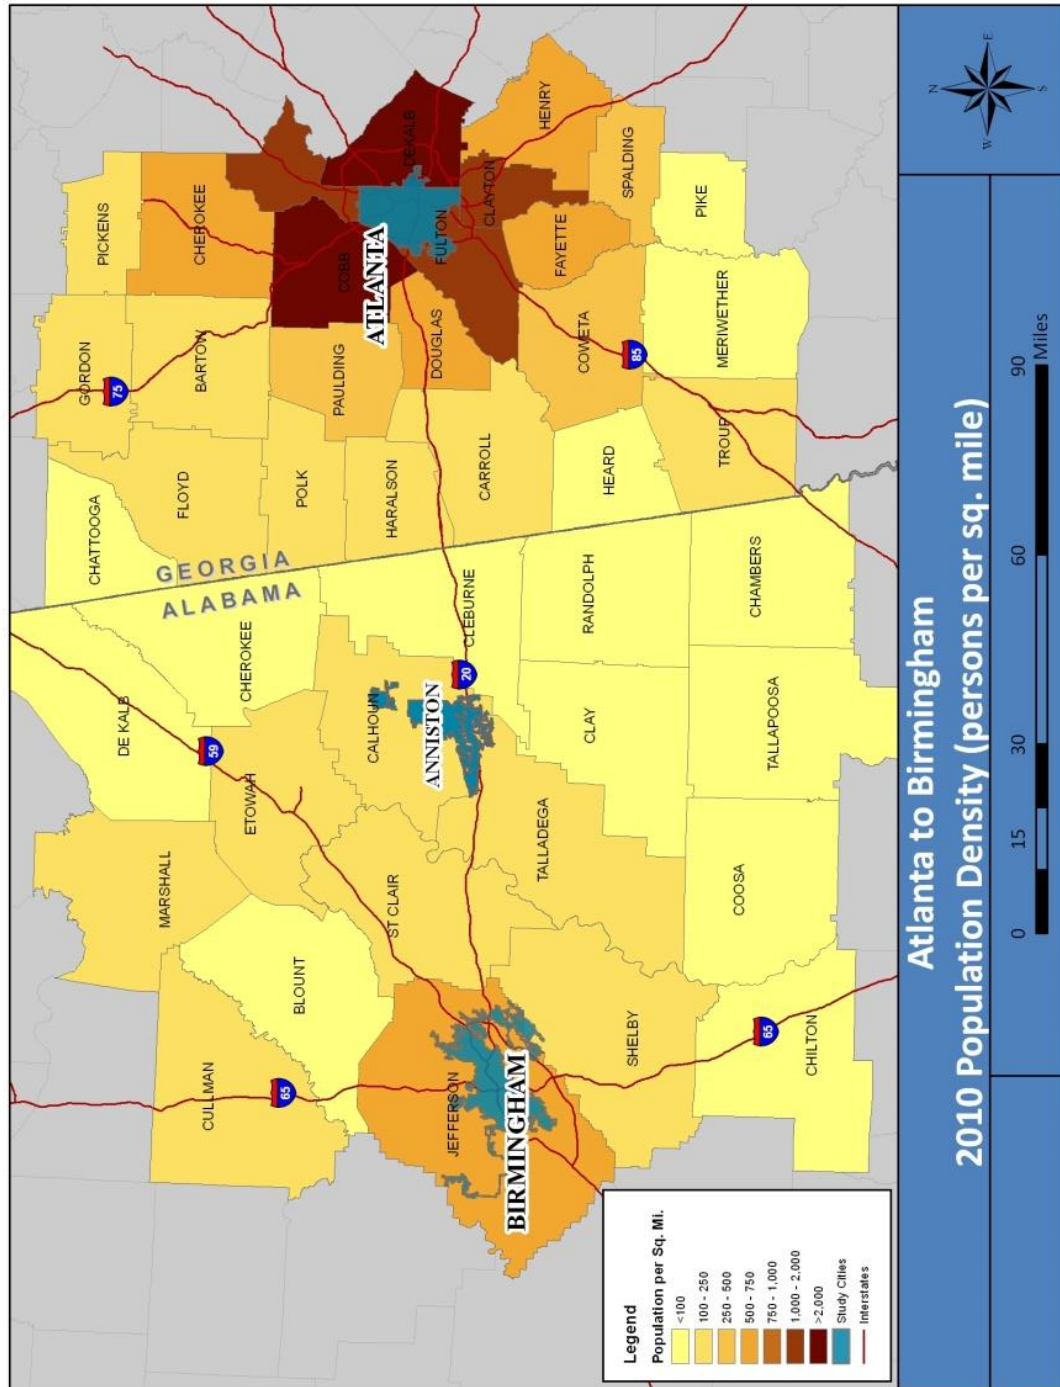 PICKENS
GORDON
CHEROKEE
75
BARTOW
CHATTOOGA
FLOYD
PAULDING
COBB
ATLANTA
DEKALB
FULTON
POLK
DOUGLAS
HARALSON
CLAYTON
HENRY
FAYETTE
CARROLL
COWETA
SPALDING
HEARD
85
PIKE
MERIWETHER
TROUP
GEORGIA
ALABAMA
DE KALB
CHEROKEE
59
MARSHALL
ETOWAH
CULLMAN
BLOUNT
65
CALHOUN
ANNISTON
20
CLEBURNE
ST CLAIR
JEFFERSON
BIRMINGHAM
TALLADEGA
CLAY
RANDOLPH
SHELBY
COOSA
TALLAPOOSA
CHAMBERS
65
CHILTON
Legend
Population per Sq. Mi.
<100
100 - 250
250 - 500
500 - 750
750 - 1,000
1,000 - 2,000
>2,000
Study Cities
Interstates
Atlanta to Birmingham
2010 Population Density (persons per sq. mile)
0 15 30 60 90
Miles
N
W E
S